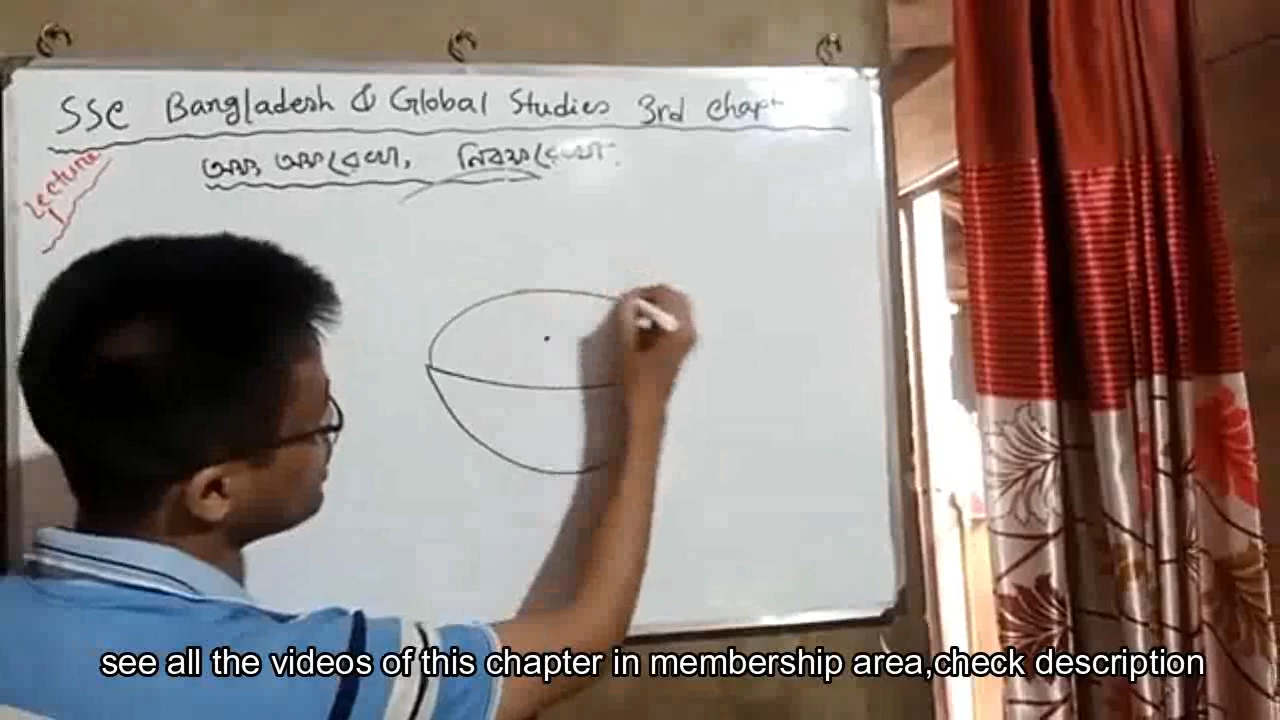 SSC Bangladesh & Global Studies 3rd chapt
অক্ষ, অক্ষরেখা, নিরক্ষরেখা.
Lecture
1
see all the videos of this chapter in membership area,check description